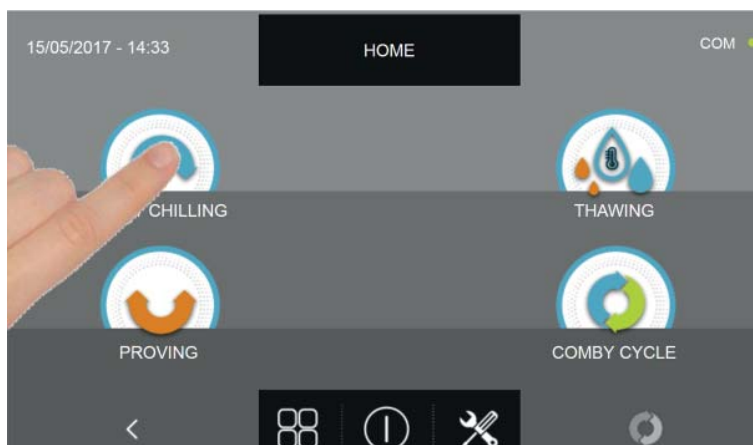 15/05/2017 - 14:33
HOME
COM
CHILLING
THAWING
PROVING
COMBY CYCLE